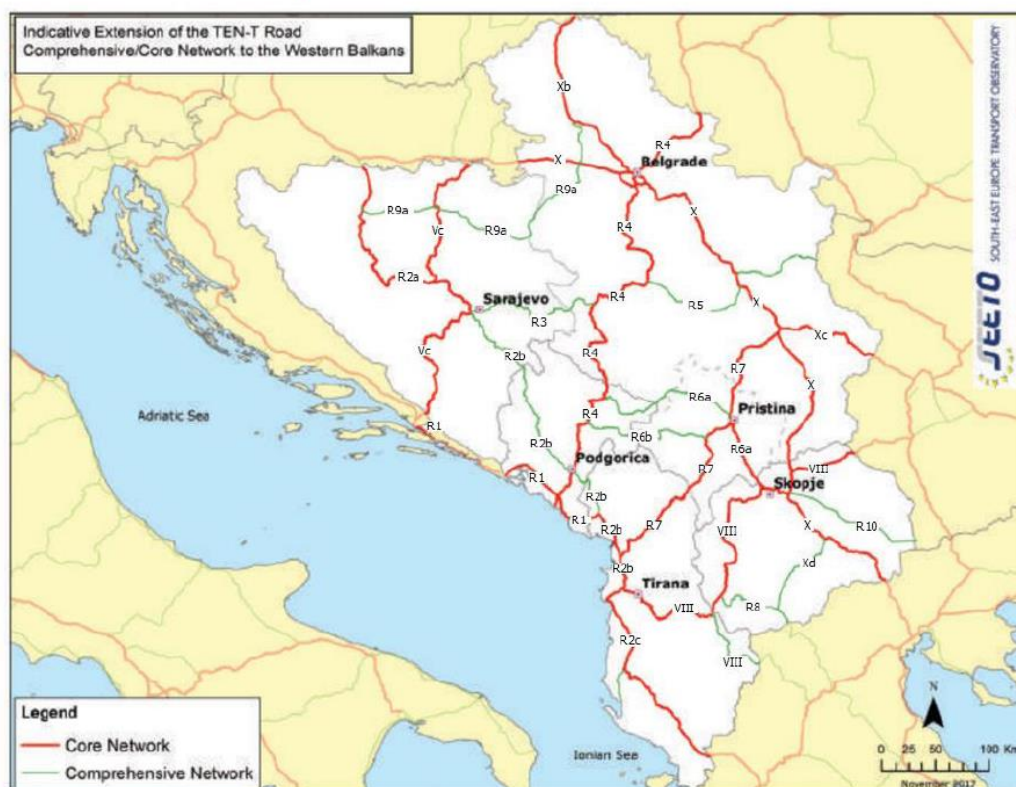 Indicative Extension of the TEN-T Road
Comprehensive/Core Network to the Western Balkans
SEETO SOUTH-EAST EUROPE TRANSPORT OBSERVATORY
Xb
R4
X
Belgrade
R9a
X
R9a
Vc
R9a
R4
R2a
Sarajevo
R4
R5
X
R3
Xc
Vc
R2b
R4
R7
X
R6a
Adriatic Sea
R4
Pristina
R1
R2b
R6b
R6a
Podgorica
R7
VIII
R1
Skopje
R2b
R1
R2b
R7
VIII
X
R10
R2b
Xd
Tirana
VIII
R8
R2c
VIII
Legend
Core Network
Comprehensive Network
Ionian Sea
N
0 25 50 100 Km
November 2017